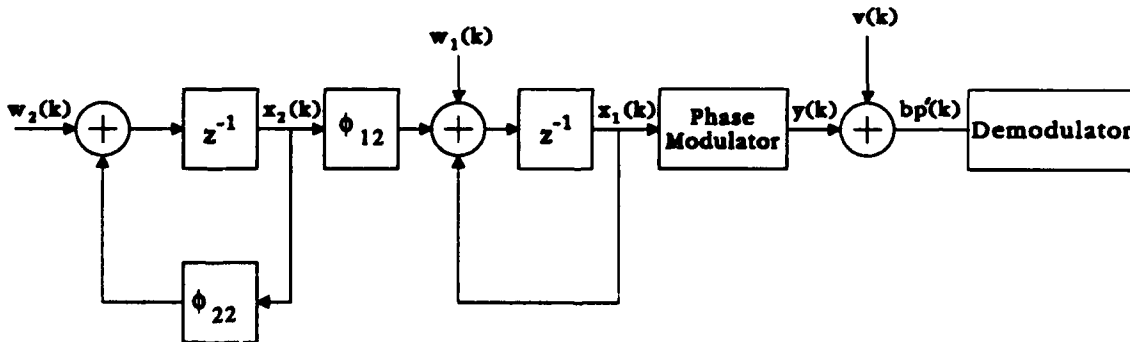 v(k)
w₁(k)
w₂(k)
+
z⁻¹
x₂(k)
ϕ₁₂
+
z⁻¹
x₁(k)
Phase
Modulator
y(k)
+
bp'(k)
Demodulator
ϕ₂₂